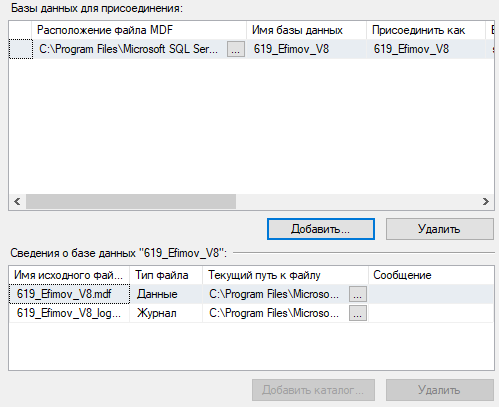 Базы данных для присоединения:
Расположение файла MDF Имя базы данных Присоединить как
C:\Program Files\Microsoft SQL Ser... ... 619_Efimov_V8 619_Efimov_V8
Добавить... Удалить
Сведения о базе данных "619_Efimov_V8":
Имя исходного фай... Тип файла Текущий путь к файлу Сообщение
619_Efimov_V8.mdf Данные C:\Program Files\Microso... ...
619_Efimov_V8_log... Журнал C:\Program Files\Microso... ...
Добавить каталог... Удалить